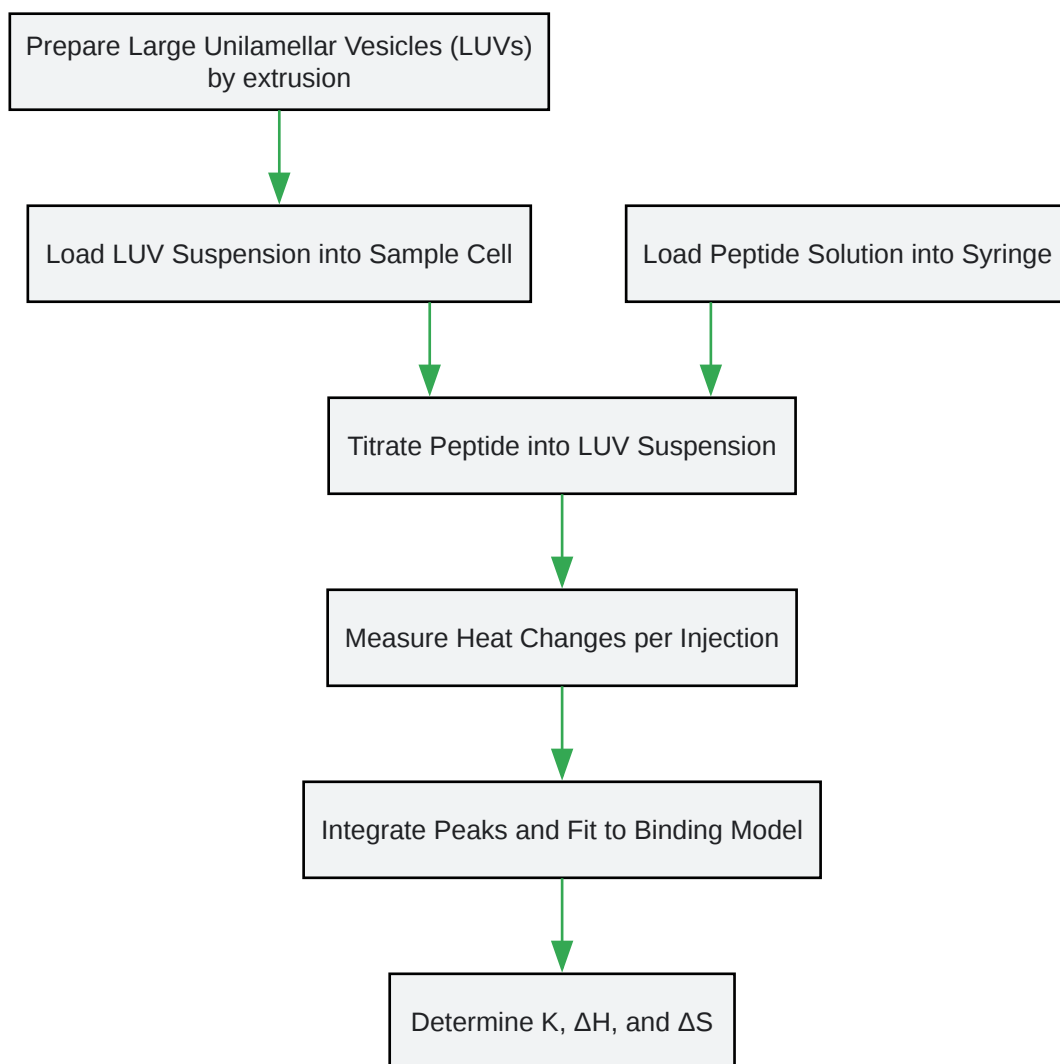 Prepare Large Unilamellar Vesicles (LUVs)
by extrusion
Load LUV Suspension into Sample Cell
Load Peptide Solution into Syringe
Titrate Peptide into LUV Suspension
Measure Heat Changes per Injection
Integrate Peaks and Fit to Binding Model
Determine K, ΔH, and ΔS